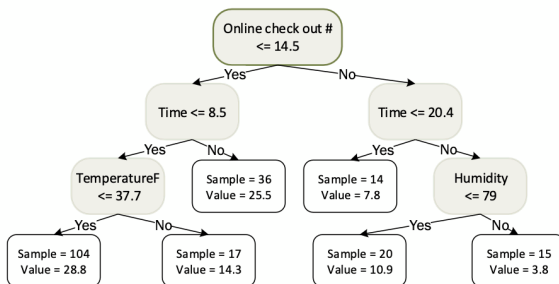 Online check out #
<= 14.5
Yes
No
Time <= 8.5
Time <= 20.4
Yes
No
Yes
No
TemperatureF
<= 37.7
Sample = 36
Value = 25.5
Sample = 14
Value = 7.8
Humidity
<= 79
Yes
No
Yes
No
Sample = 104
Value = 28.8
Sample = 17
Value = 14.3
Sample = 20
Value = 10.9
Sample = 15
Value = 3.8